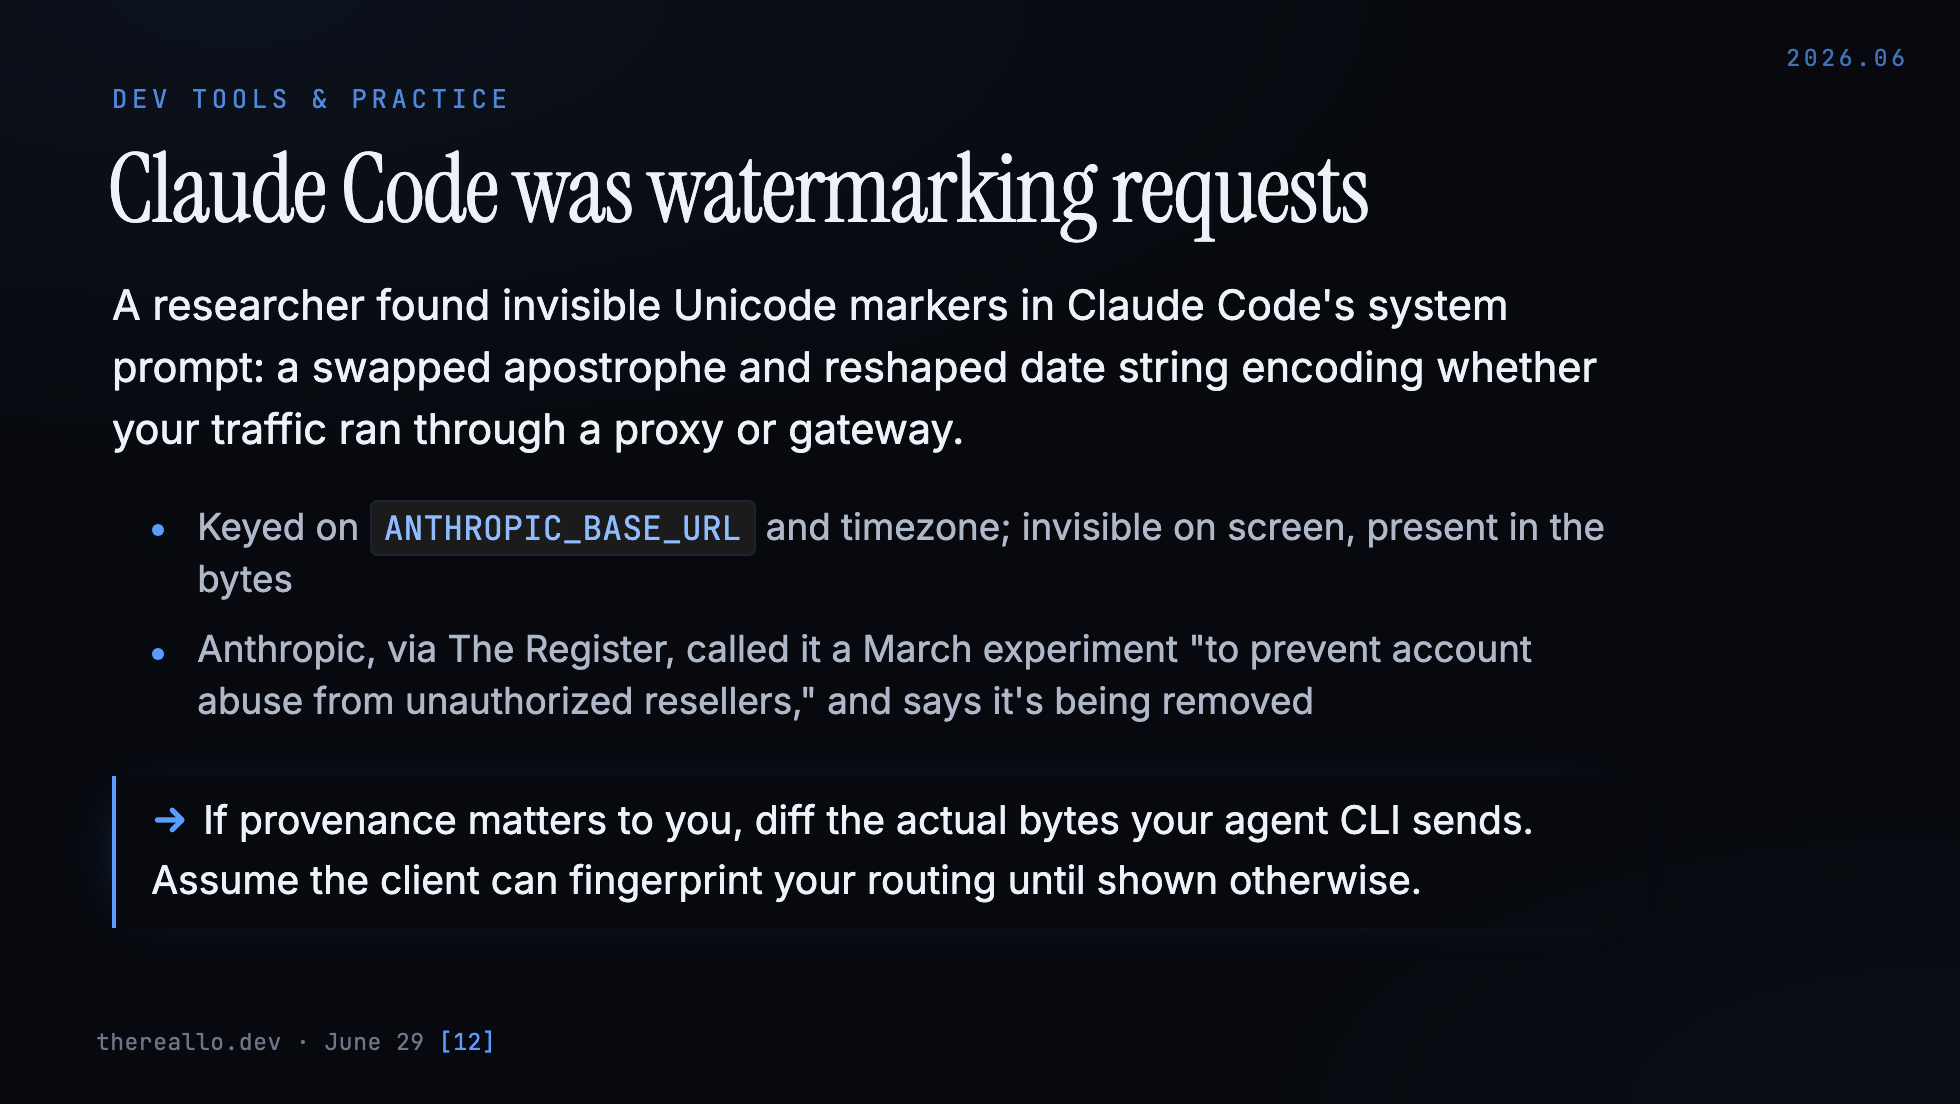 2026.06
DEV TOOLS & PRACTICE
Claude Code was watermarking requests
A researcher found invisible Unicode markers in Claude Code's system
prompt: a swapped apostrophe and reshaped date string encoding whether
your traffic ran through a proxy or gateway.
• Keyed on ANTHROPIC_BASE_URL and timezone; invisible on screen, present in the
bytes
• Anthropic, via The Register, called it a March experiment "to prevent account
abuse from unauthorized resellers," and says it's being removed
→ If provenance matters to you, diff the actual bytes your agent CLI sends.
Assume the client can fingerprint your routing until shown otherwise.
thereallo.dev · June 29 [12]